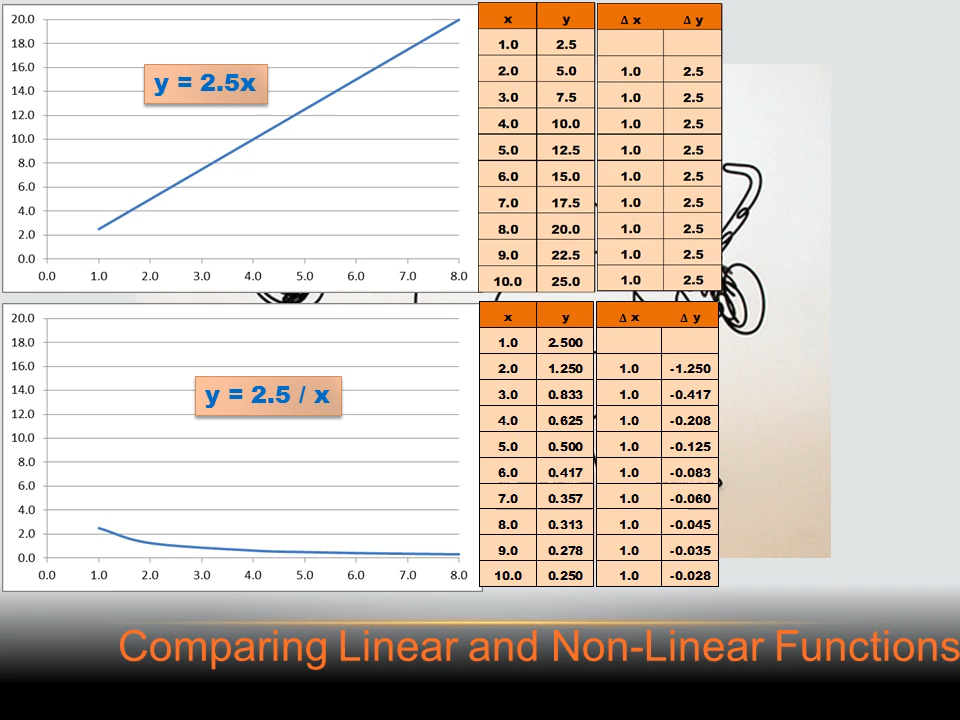 20.0
18.0
16.0
14.0
12.0
10.0
8.0
6.0
4.0
2.0
0.0
0.0 1.0 2.0 3.0 4.0 5.0 6.0 7.0 8.0
y = 2.5x
x y Δ x Δ y
1.0 2.5
2.0 5.0 1.0 2.5
3.0 7.5 1.0 2.5
4.0 10.0 1.0 2.5
5.0 12.5 1.0 2.5
6.0 15.0 1.0 2.5
7.0 17.5 1.0 2.5
8.0 20.0 1.0 2.5
9.0 22.5 1.0 2.5
10.0 25.0 1.0 2.5
20.0
18.0
16.0
14.0
12.0
10.0
8.0
6.0
4.0
2.0
0.0
0.0 1.0 2.0 3.0 4.0 5.0 6.0 7.0 8.0
y = 2.5 / x
x y Δ x Δ y
1.0 2.500
2.0 1.250 1.0 -1.250
3.0 0.833 1.0 -0.417
4.0 0.625 1.0 -0.208
5.0 0.500 1.0 -0.125
6.0 0.417 1.0 -0.083
7.0 0.357 1.0 -0.060
8.0 0.313 1.0 -0.045
9.0 0.278 1.0 -0.035
10.0 0.250 1.0 -0.028
Comparing Linear and Non-Linear Functions